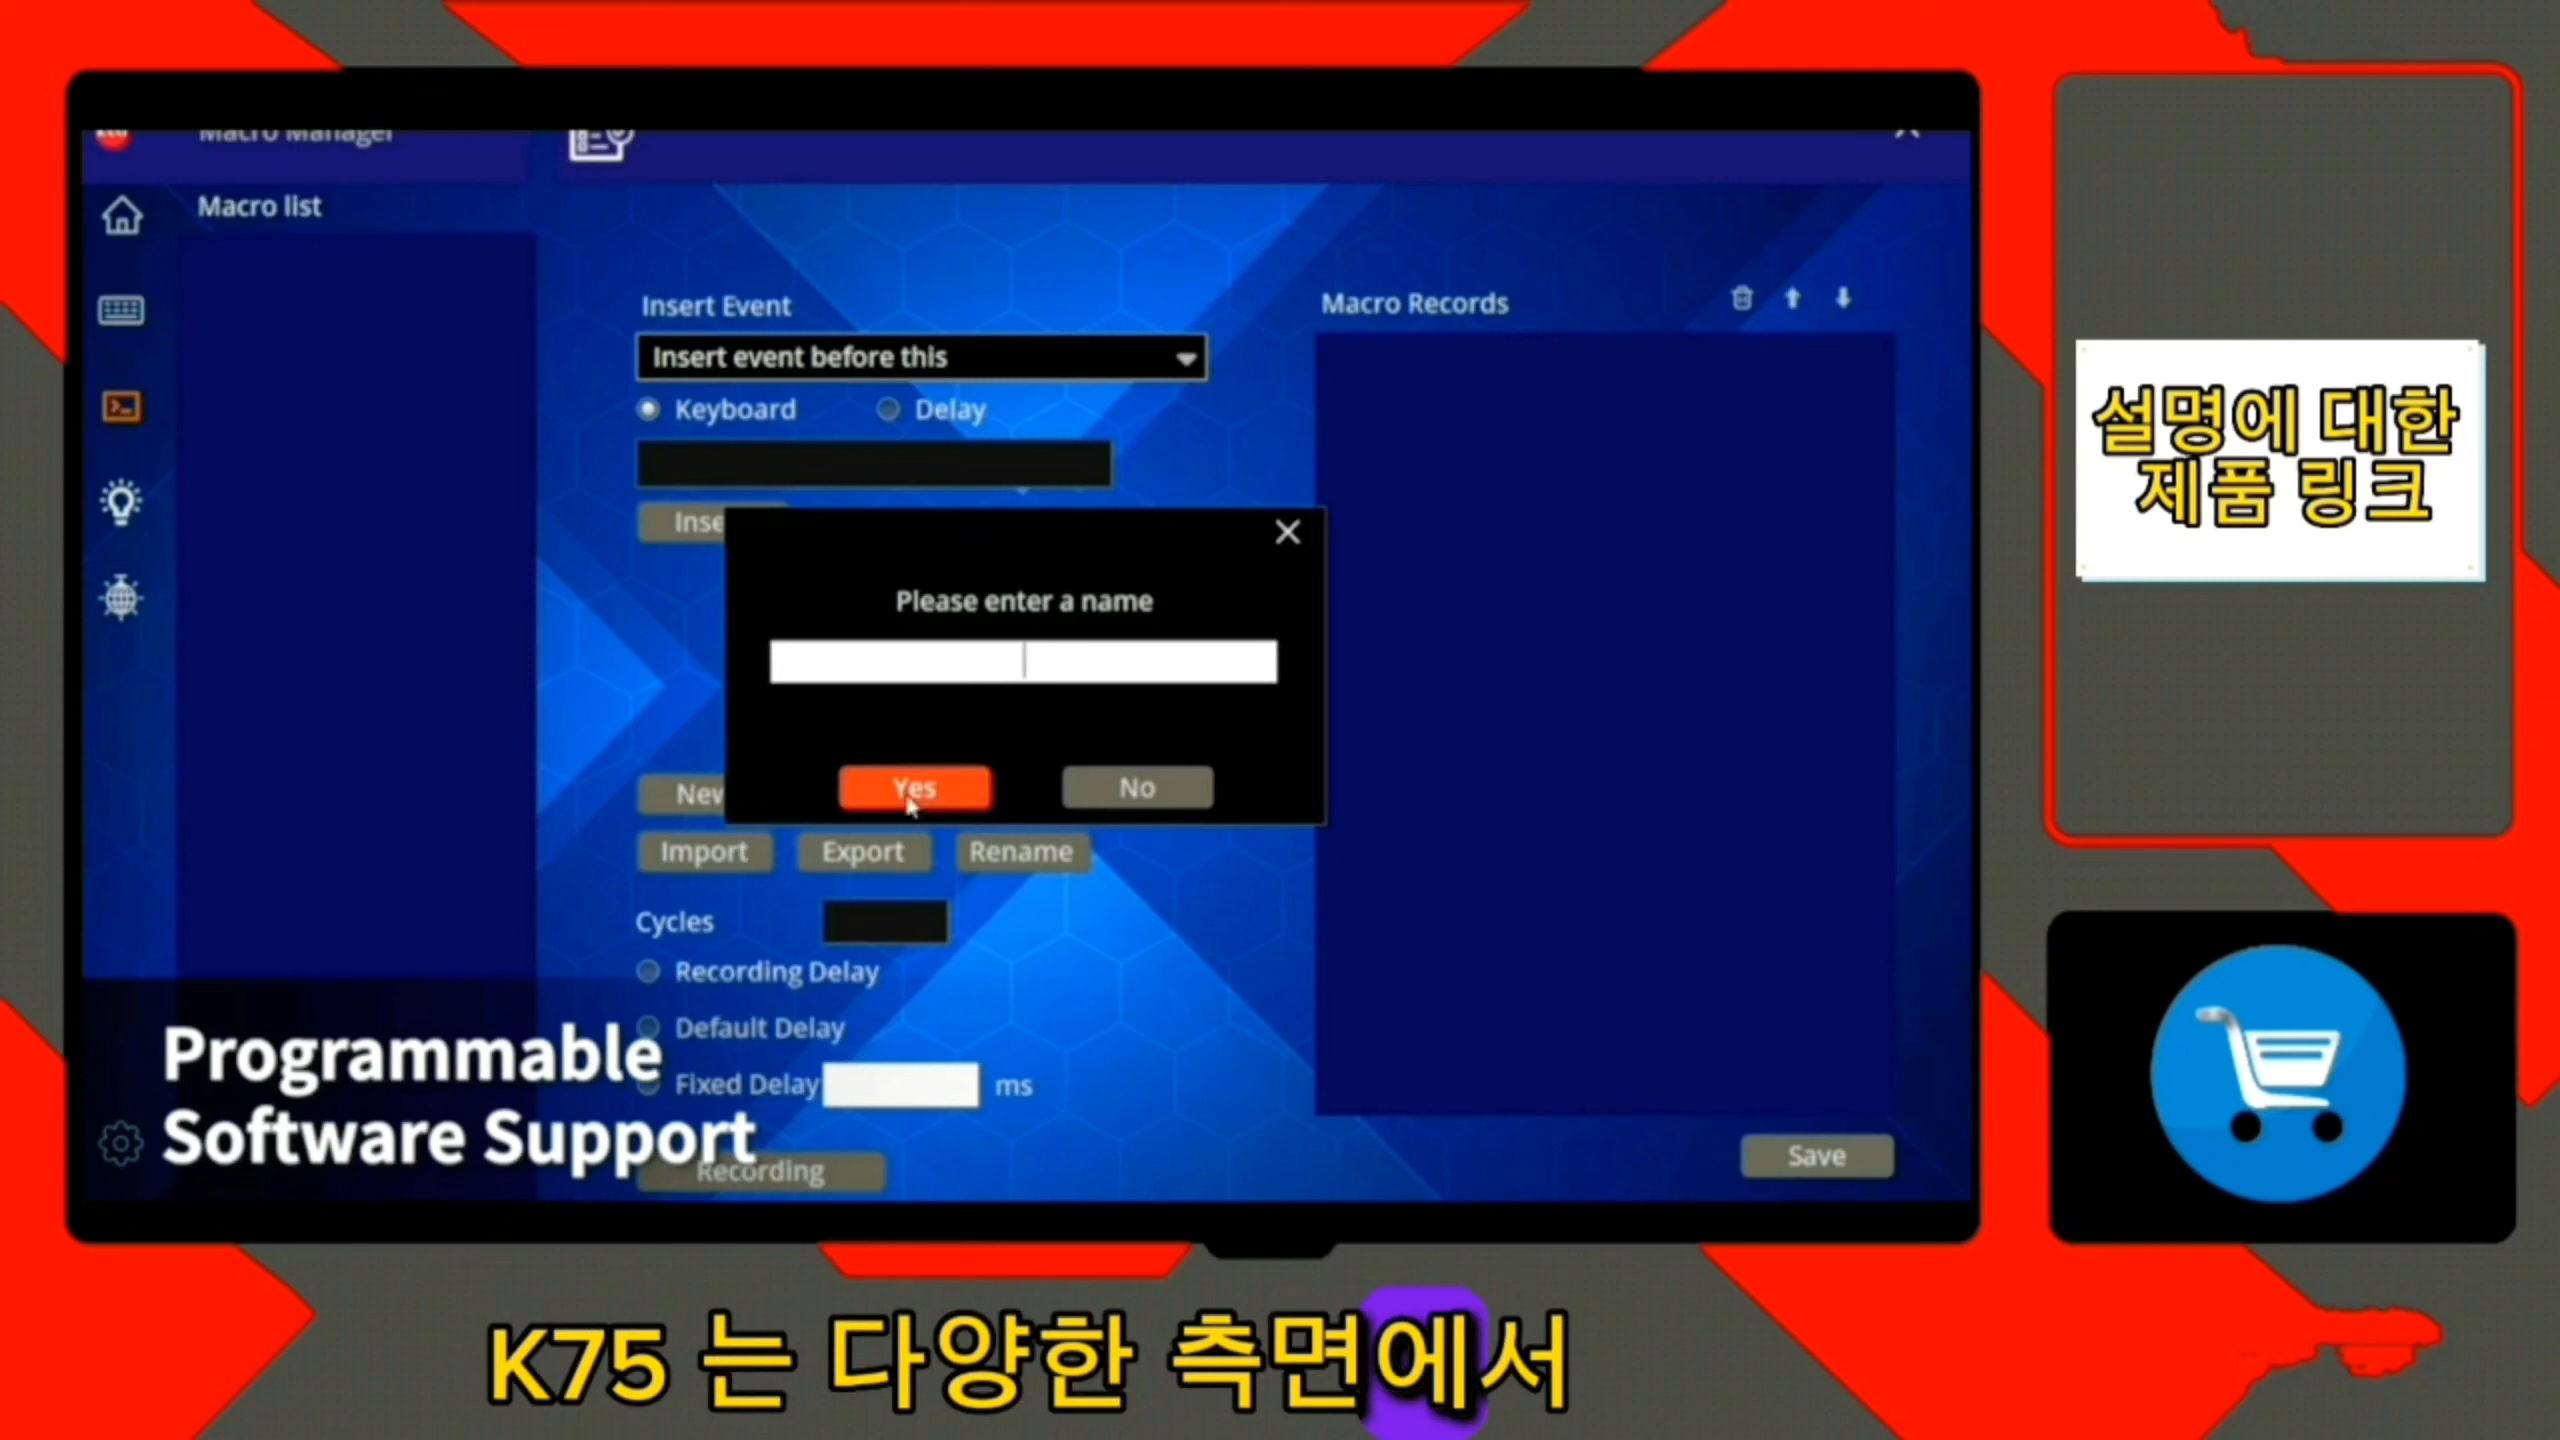 Macro Manager
Macro list
Insert Event
Insert event before this
Keyboard
Delay
Macro Records
Please enter a name
Yes
No
Import
Export
Rename
Cycles
Recording Delay
Default Delay
Fixed Delay
ms
Recording
Save
Programmable
Software Support
설명에 대한
제품 링크
K75 는 다양한 측면에서